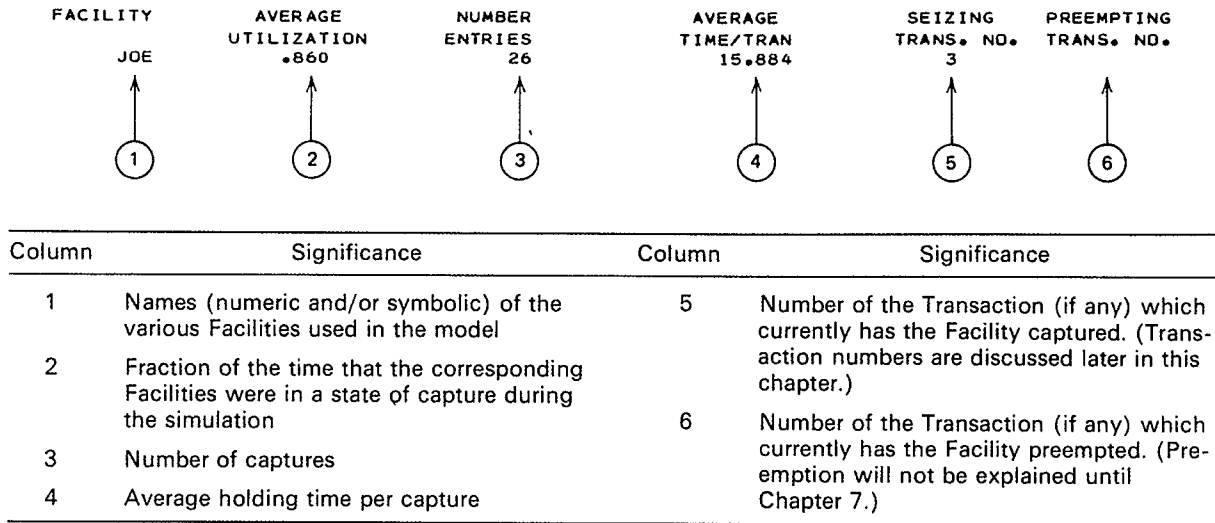 FACILITY AVERAGE NUMBER AVERAGE SEIZING PREEMPTING
UTILIZATION ENTRIES TIME/TRAN TRANS. NO. TRANS. NO.
JOE .860 26 15.884 3
1 2 3 4 5 6
Column Significance Column Significance
1 Names (numeric and/or symbolic) of the
various Facilities used in the model
2 Fraction of the time that the corresponding
Facilities were in a state of capture during
the simulation
3 Number of captures
4 Average holding time per capture
5 Number of the Transaction (if any) which
currently has the Facility captured. (Trans-
action numbers are discussed later in this
chapter.)
6 Number of the Transaction (if any) which
currently has the Facility preempted. (Pre-
emption will not be explained until
Chapter 7.)